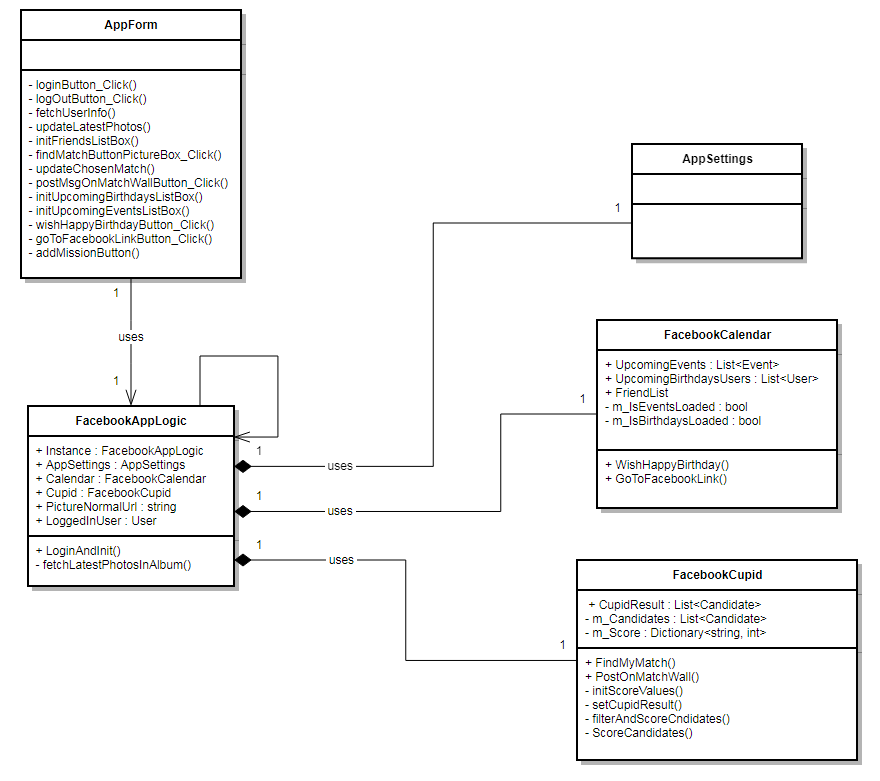 AppForm
- loginButton_Click()
- logOutButton_Click()
- fetchUserInfo()
- updateLatestPhotos()
- initFriendsListBox()
- findMatchButtonPictureBox_Click()
- updateChosenMatch()
- postMsgOnMatchWallButton_Click()
- initUpcomingBirthdaysListBox()
- initUpcomingEventsListBox()
- wishHappyBirthdayButton_Click()
- goToFacebookLinkButton_Click()
- addMissionButton()
1
uses
1
FacebookAppLogic
+ Instance : FacebookAppLogic
+ AppSettings : AppSettings
+ Calendar : FacebookCalendar
+ Cupid : FacebookCupid
+ PictureNormalUrl : string
+ LoggedInUser : User
+ LoginAndInit()
- fetchLatestPhotosInAlbum()
1
uses
1
AppSettings
1
uses
1
FacebookCalendar
+ UpcomingEvents : List<Event>
+ UpcomingBirthdaysUsers : List<User>
+ FriendList
- m_IsEventsLoaded : bool
- m_IsBirthdaysLoaded : bool
+ WishHappyBirthday()
+ GoToFacebookLink()
1
uses
1
FacebookCupid
+ CupidResult : List<Candidate>
- m_Candidates : List<Candidate>
- m_Score : Dictionary<string, int>
+ FindMyMatch()
+ PostOnMatchWall()
- initScoreValues()
- setCupidResult()
- filterAndScoreCndidates()
- ScoreCandidates()